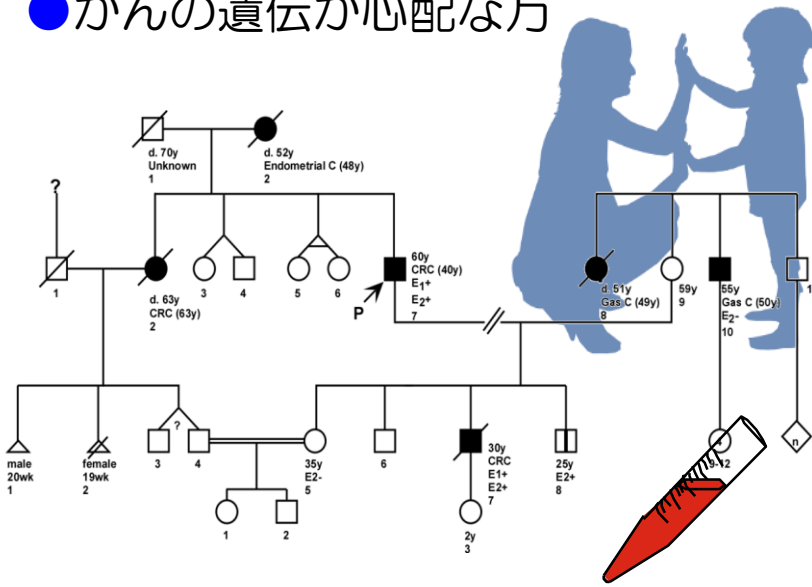 ●がんの遺伝が心配な方
d. 70y
Unknown
1
d. 52y
Endometrial C (48y)
2
?
1
d. 63y
CRC (63y)
2
3
4
5
6
60y
CRC (40y)
E1+
E2+
7
P
d. 51y
Gas C (49y)
8
59y
9
55y
Gas C (50y)
E2-
10
1
male
20wk
1
female
19wk
2
?
3
4
35y
E2-
5
6
30y
CRC
E1+
E2+
7
25y
E2+
8
n
1
2
2y
3